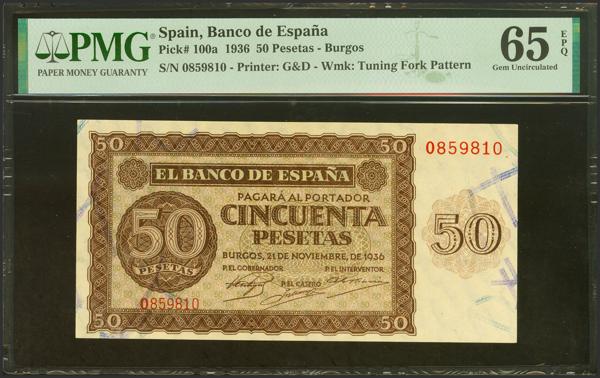 PMG
PAPER MONEY GUARANTY
Spain, Banco de España
Pick# 100a 1936 50 Pesetas - Burgos
S/N 0859810 - Printer: G&D - Wmk: Tuning Fork Pattern
65 EPQ
Gem Uncirculated
50 50
0859810
EL BANCO DE ESPAÑA
PAGARÁ AL PORTADOR
50 CINCUENTA 50
PESETAS PESETAS
BURGOS, 21 DE NOVIEMBRE, DE 1936
P.EL GOBERNADOR P.EL INTERVENTOR
P.EL CAJERO
0859810
50 50